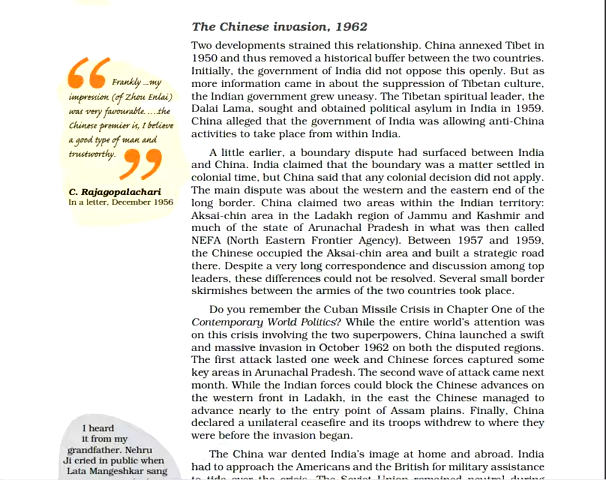 The Chinese invasion, 1962
Two developments strained this relationship. China annexed Tibet in
1950 and thus removed a historical buffer between the two countries.
Initially, the government of India did not oppose this openly. But as
more information came in about the suppression of Tibetan culture,
the Indian government grew uneasy. The Tibetan spiritual leader, the
Dalai Lama, sought and obtained political asylum in India in 1959.
China alleged that the government of India was allowing anti-China
activities to take place from within India.
A little earlier, a boundary dispute had surfaced between India
and China. India claimed that the boundary was a matter settled in
colonial time, but China said that any colonial decision did not apply.
The main dispute was about the western and the eastern end of the
long border. China claimed two areas within the Indian territory:
Aksai-chin area in the Ladakh region of Jammu and Kashmir and
much of the state of Arunachal Pradesh in what was then called
NEFA (North Eastern Frontier Agency). Between 1957 and 1959,
the Chinese occupied the Aksai-chin area and built a strategic road
there. Despite a very long correspondence and discussion among top
leaders, these differences could not be resolved. Several small border
skirmishes between the armies of the two countries took place.
Do you remember the Cuban Missile Crisis in Chapter One of the
Contemporary World Politics? While the entire world's attention was
on this crisis involving the two superpowers, China launched a swift
and massive invasion in October 1962 on both the disputed regions.
The first attack lasted one week and Chinese forces captured some
key areas in Arunachal Pradesh. The second wave of attack came next
month. While the Indian forces could block the Chinese advances on
the western front in Ladakh, in the east the Chinese managed to
advance nearly to the entry point of Assam plains. Finally, China
declared a unilateral ceasefire and its troops withdrew to where they
were before the invasion began.
The China war dented India's image at home and abroad. India
had to approach the Americans and the British for military assistance
to tide over the crisis. The Soviet Union remained neutral during
“ Frankly ...my
impression (of Zhou Enlai)
was very favourable.....the
Chinese premier is, I believe
a good type of man and
trustworthy. ”
C. Rajagopalachari
In a letter, December 1956
I heard
it from my
grandfather. Nehru
Ji cried in public when
Lata Mangeshkar sang